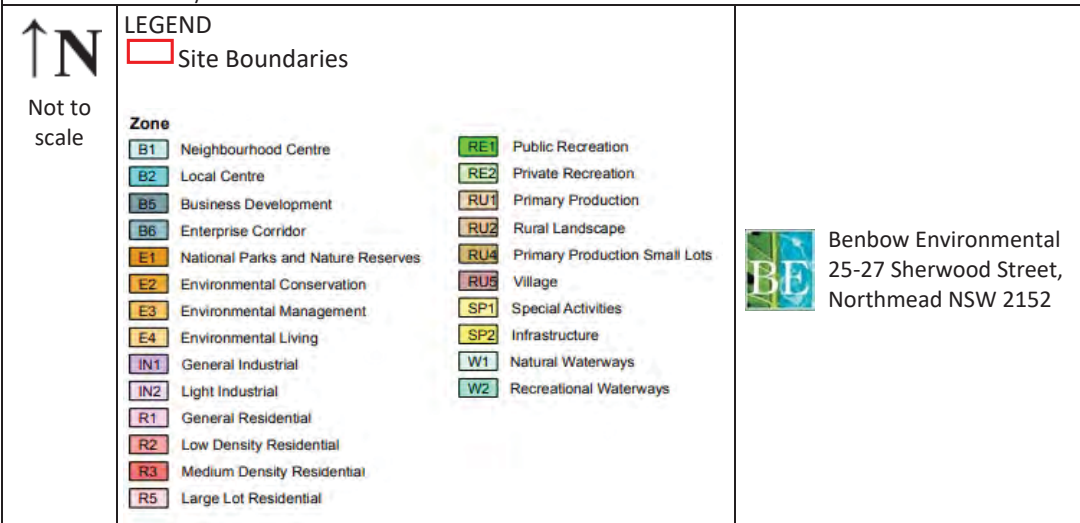 ↑N
Not to
scale
LEGEND
Site Boundaries
Zone
B1 Neighbourhood Centre
B2 Local Centre
B5 Business Development
B6 Enterprise Corridor
E1 National Parks and Nature Reserves
E2 Environmental Conservation
E3 Environmental Management
E4 Environmental Living
IN1 General Industrial
IN2 Light Industrial
R1 General Residential
R2 Low Density Residential
R3 Medium Density Residential
R5 Large Lot Residential
RE1 Public Recreation
RE2 Private Recreation
RU1 Primary Production
RU2 Rural Landscape
RU4 Primary Production Small Lots
RU5 Village
SP1 Special Activities
SP2 Infrastructure
W1 Natural Waterways
W2 Recreational Waterways
BE
Benbow Environmental
25-27 Sherwood Street,
Northmead NSW 2152